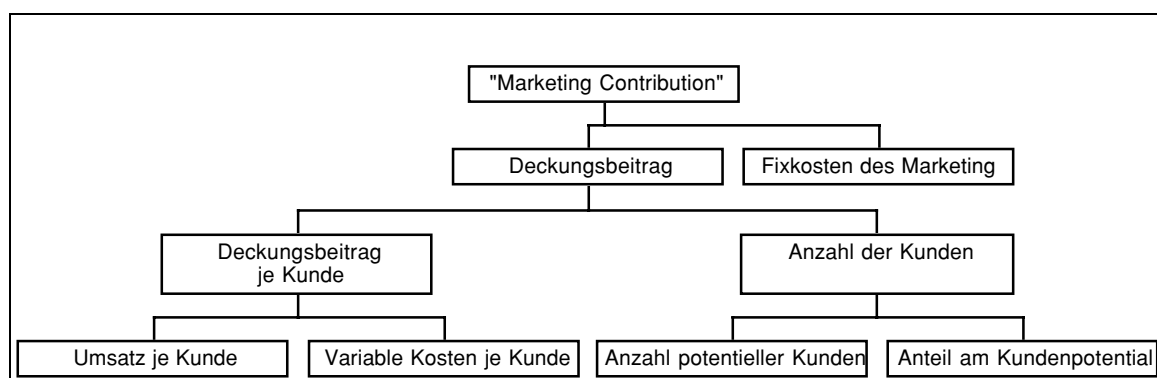 "Marketing Contribution"
Deckungsbeitrag
Fixkosten des Marketing
Deckungsbeitrag
je Kunde
Anzahl der Kunden
Umsatz je Kunde
Variable Kosten je Kunde
Anzahl potentieller Kunden
Anteil am Kundenpotential